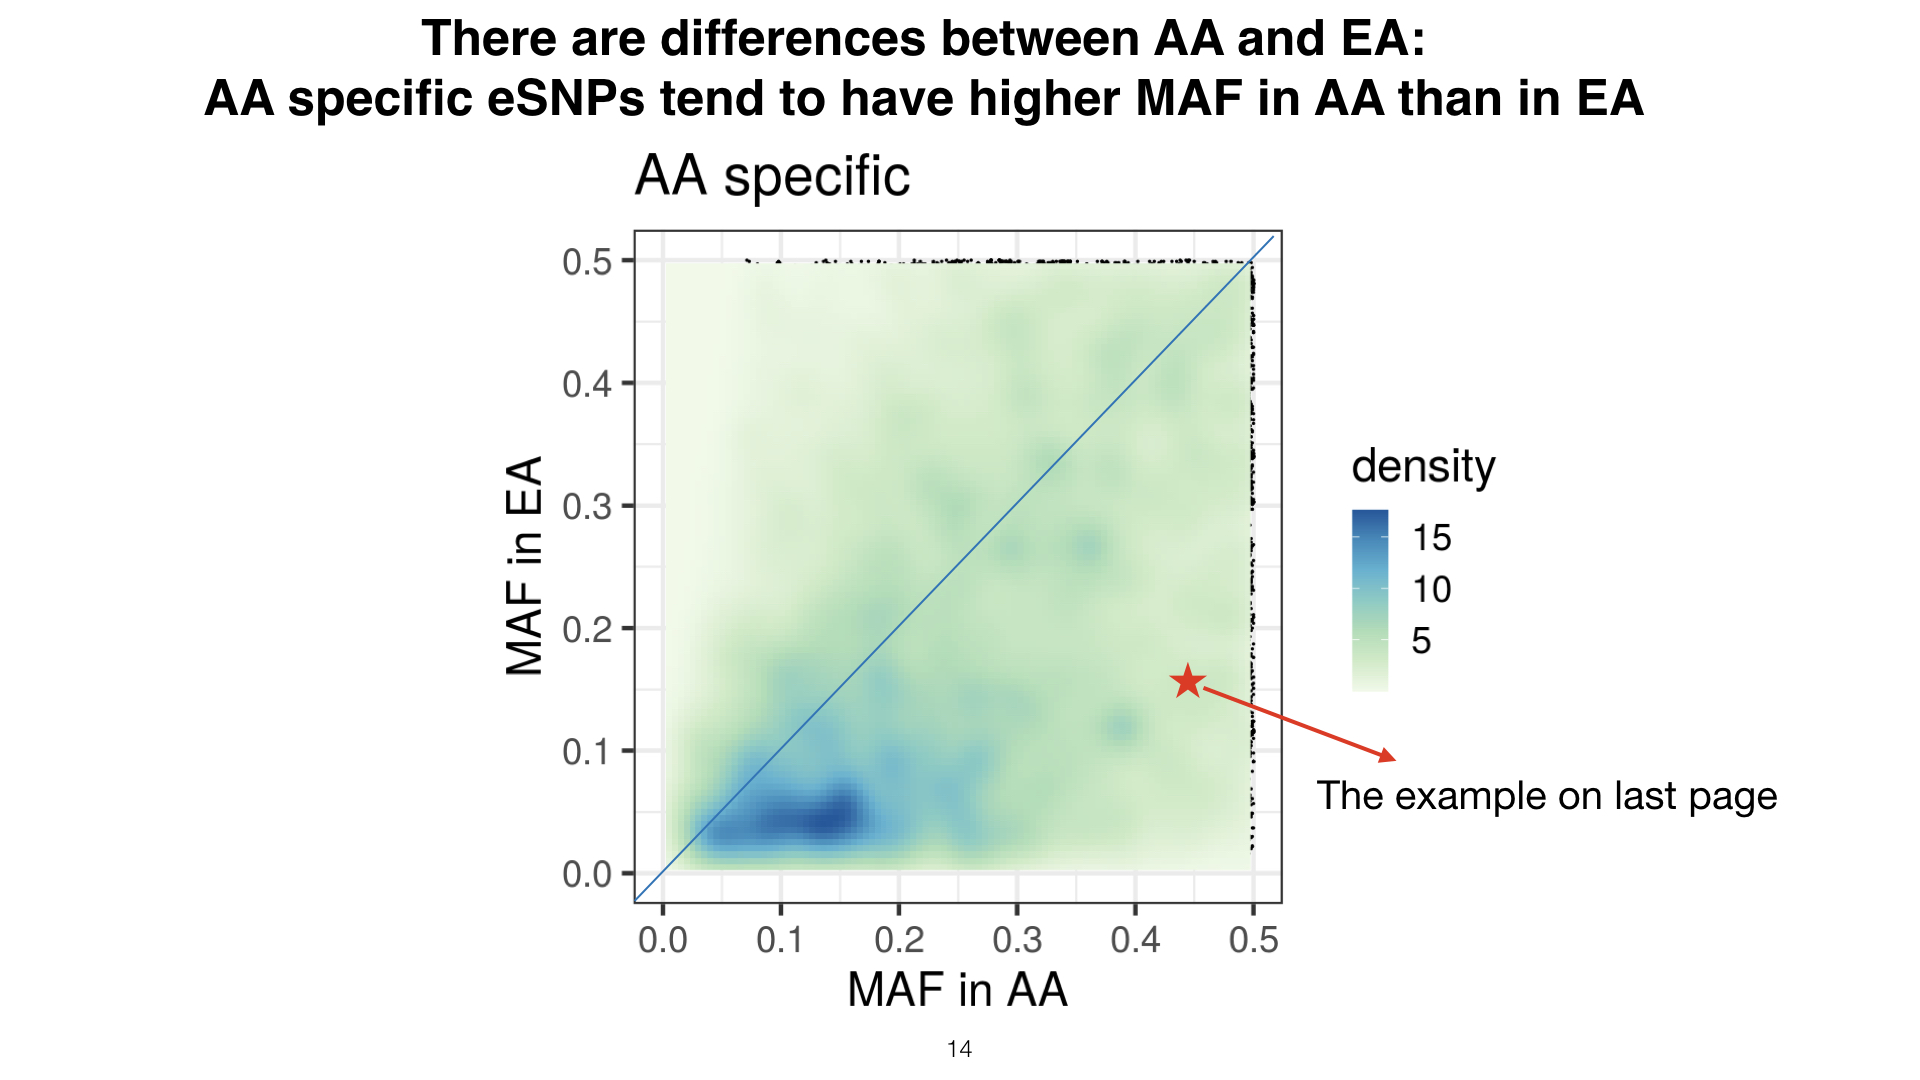 There are differences between AA and EA:
AA specific eSNPs tend to have higher MAF in AA than in EA
AA specific
0.5
0.4
0.3
0.2
0.1
0.0
MAF in EA
0.0 0.1 0.2 0.3 0.4 0.5
MAF in AA
density
15
10
5
The example on last page
14